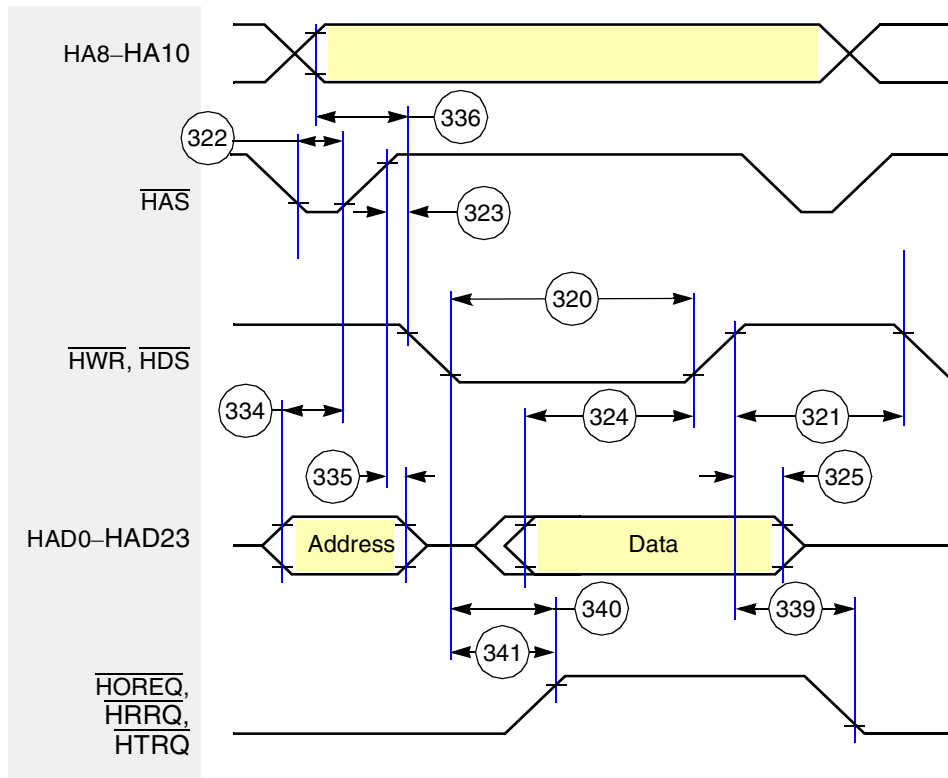 HA8–HA10
336
322
HAS
323
320
HWR, HDS
334
324
321
335
325
HAD0–HAD23
Address
Data
340
339
341
HOREQ,
HRRQ,
HTRQ